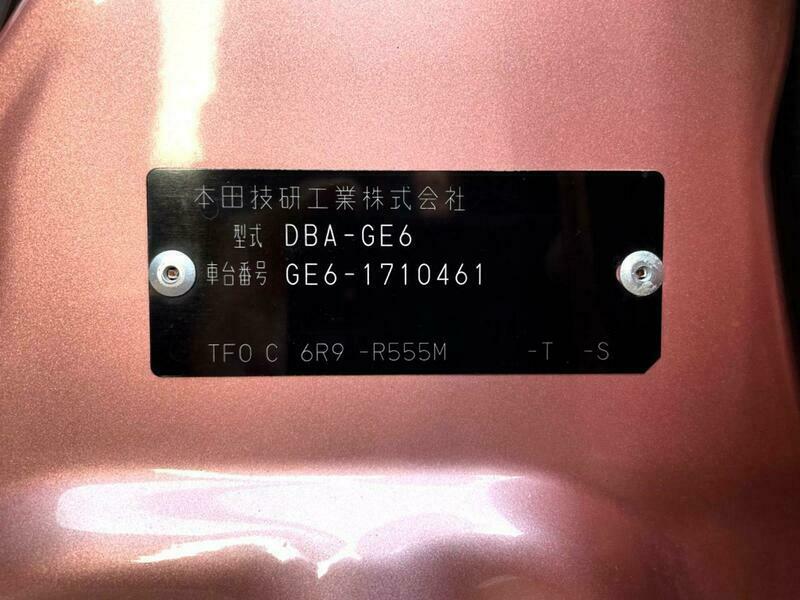 本田技研工業株式会社
型式 DBA-GE6
車台番号 GE6-1710461
TF0 C 6R9 -R555M -T -S